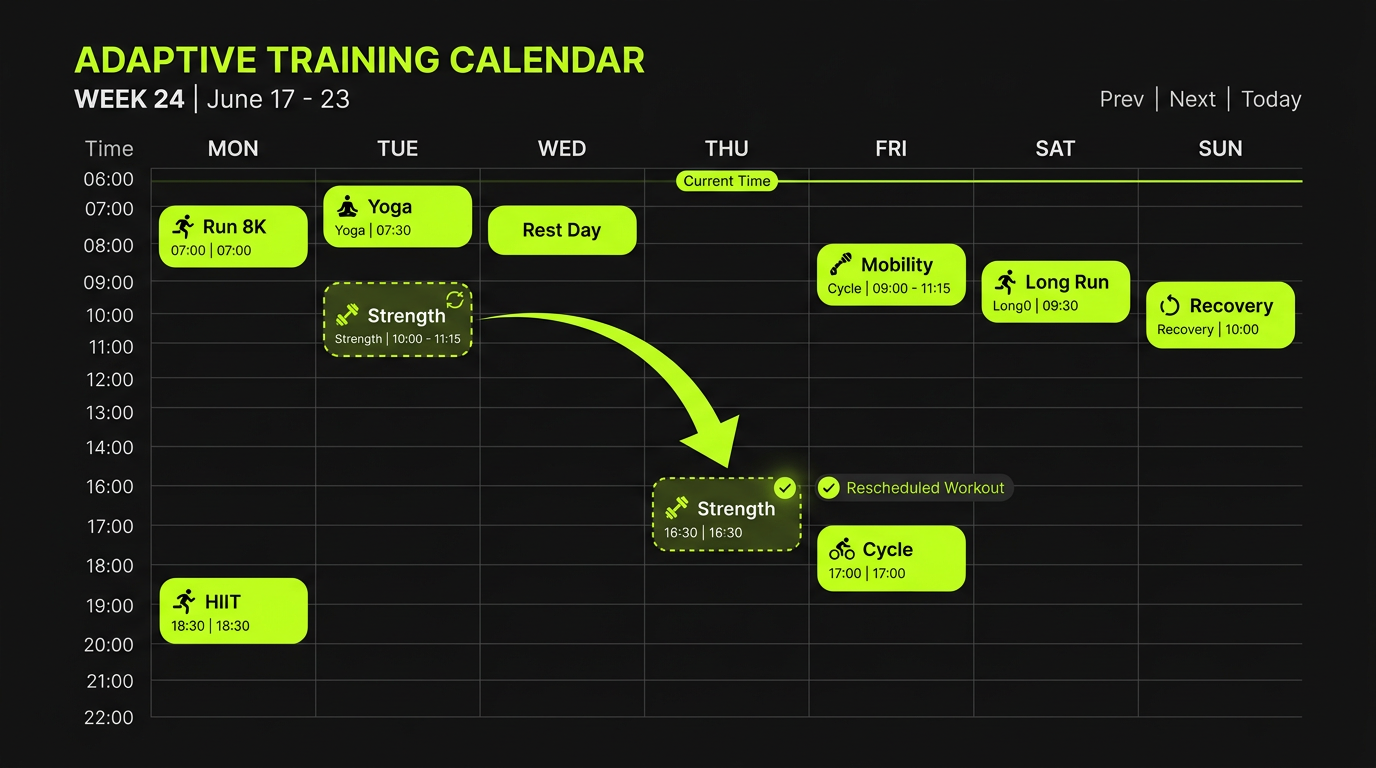 ADAPTIVE TRAINING CALENDAR
WEEK 24 | June 17 - 23
Prev | Next | Today
Time MON TUE WED THU FRI SAT SUN
06:00
Current Time
07:00
Run 8K
07:00 | 07:00
Yoga
Yoga | 07:30
Rest Day
08:00
Mobility
Cycle | 09:00 - 11:15
09:00
Long Run
Long0 | 09:30
Recovery
Recovery | 10:00
10:00
Strength
Strength | 10:00 - 11:15
11:00
12:00
13:00
14:00
16:00
Strength
16:30 | 16:30
Rescheduled Workout
17:00
Cycle
17:00 | 17:00
18:00
19:00
HIIT
18:30 | 18:30
20:00
21:00
22:00